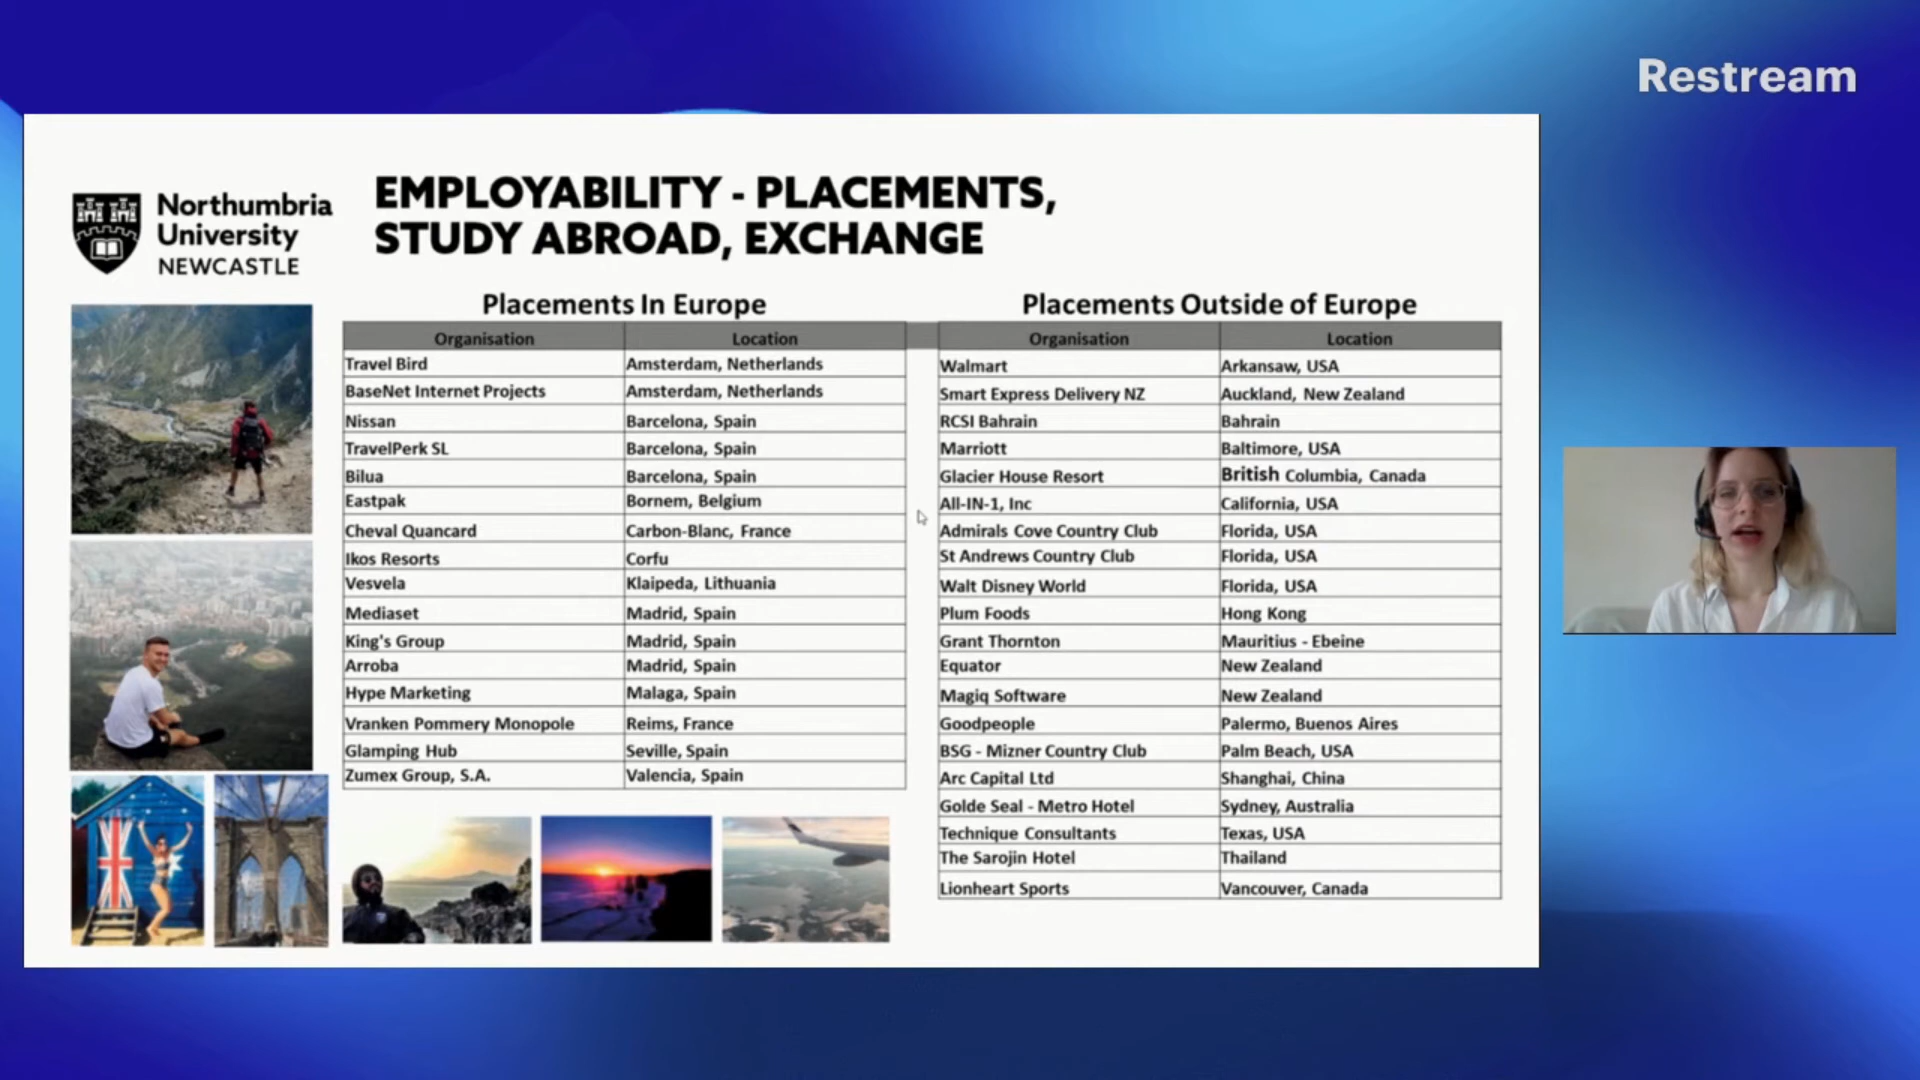 Restream
Northumbria
University
NEWCASTLE
EMPLOYABILITY - PLACEMENTS,
STUDY ABROAD, EXCHANGE
Placements In Europe
Organisation Location
Travel Bird Amsterdam, Netherlands
BaseNet Internet Projects Amsterdam, Netherlands
Nissan Barcelona, Spain
TravelPerk SL Barcelona, Spain
Bilua Barcelona, Spain
Eastpak Bornem, Belgium
Cheval Quancard Carbon-Blanc, France
Ikos Resorts Corfu
Vesvela Klaipeda, Lithuania
Mediaset Madrid, Spain
King's Group Madrid, Spain
Arroba Madrid, Spain
Hype Marketing Malaga, Spain
Vranken Pommery Monopole Reims, France
Glamping Hub Seville, Spain
Zumex Group, S.A. Valencia, Spain
Placements Outside of Europe
Organisation Location
Walmart Arkansaw, USA
Smart Express Delivery NZ Auckland, New Zealand
RCSI Bahrain Bahrain
Marriott Baltimore, USA
Glacier House Resort British Columbia, Canada
All-IN-1, Inc California, USA
Admirals Cove Country Club Florida, USA
St Andrews Country Club Florida, USA
Walt Disney World Florida, USA
Plum Foods Hong Kong
Grant Thornton Mauritius - Ebeine
Equator New Zealand
Magiq Software New Zealand
Goodpeople Palermo, Buenos Aires
BSG - Mizner Country Club Palm Beach, USA
Arc Capital Ltd Shanghai, China
Golde Seal - Metro Hotel Sydney, Australia
Technique Consultants Texas, USA
The Sarojin Hotel Thailand
Lionheart Sports Vancouver, Canada